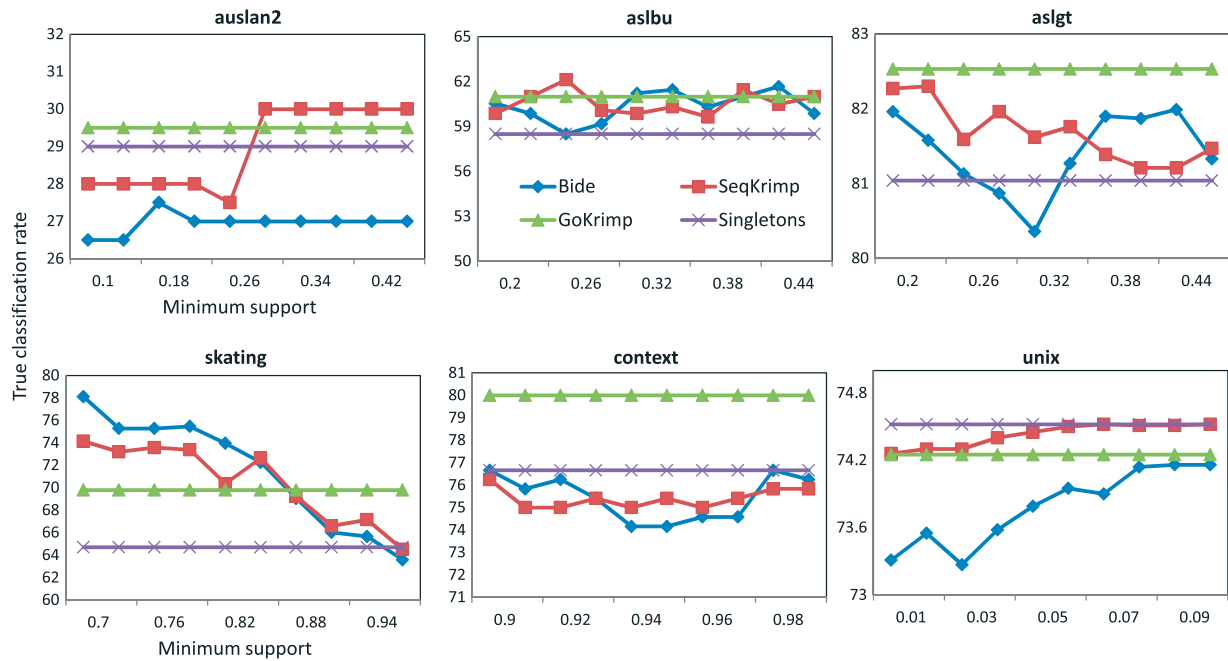 auslan2
32
31
30
29
28
27
26
0.1 0.18 0.26 0.34 0.42
Minimum support
aslbu
65
62
59
56
53
50
Bide SeqKrimp
GoKrimp Singletons
0.2 0.26 0.32 0.38 0.44
aslgt
83
82
81
80
0.2 0.26 0.32 0.38 0.44
True classification rate
skating
80
78
76
74
72
70
68
66
64
62
60
0.7 0.76 0.82 0.88 0.94
Minimum support
context
81
80
79
78
77
76
75
74
73
72
71
0.9 0.92 0.94 0.96 0.98
unix
74.8
74.2
73.6
73
0.01 0.03 0.05 0.07 0.09